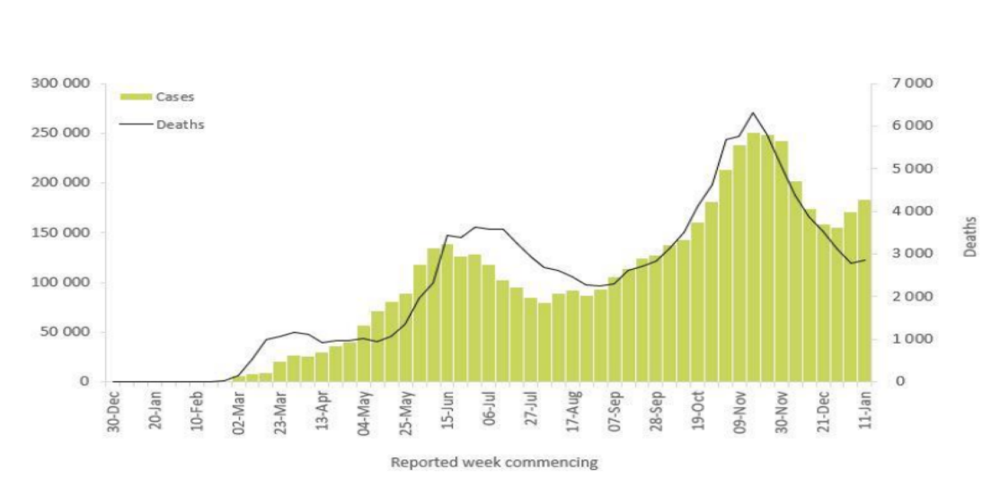 300 000
250 000
200 000
150 000
100 000
50 000
0
Cases
Deaths
7 000
6 000
5 000
4 000
3 000
2 000
1 000
0
Deaths
30-Dec
20-Jan
10-Feb
02-Mar
23-Mar
13-Apr
04-May
25-May
15-Jun
06-Jul
27-Jul
17-Aug
07-Sep
28-Sep
19-Oct
09-Nov
30-Nov
21-Dec
11-Jan
Reported week commencing